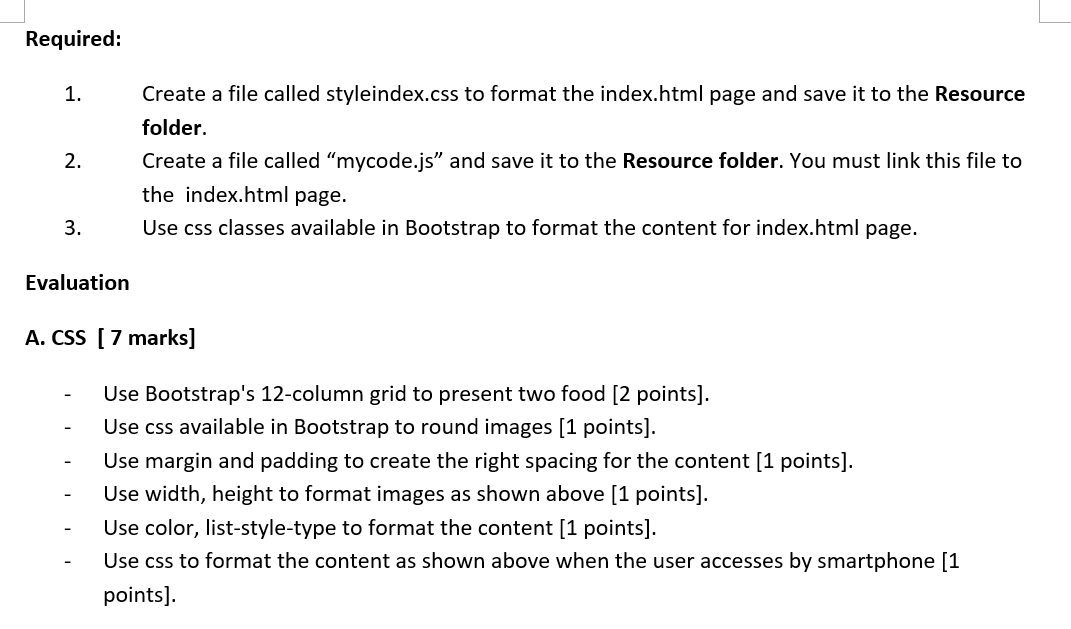 Required:
1. Create a file called styleindex.css to format the index.html page and save it to the Resource
folder.
2. Create a file called “mycode.js” and save it to the Resource folder. You must link this file to
the index.html page.
3. Use css classes available in Bootstrap to format the content for index.html page.
Evaluation
A. CSS [ 7 marks]
- Use Bootstrap's 12-column grid to present two food [2 points].
- Use css available in Bootstrap to round images [1 points].
- Use margin and padding to create the right spacing for the content [1 points].
- Use width, height to format images as shown above [1 points].
- Use color, list-style-type to format the content [1 points].
- Use css to format the content as shown above when the user accesses by smartphone [1
points].